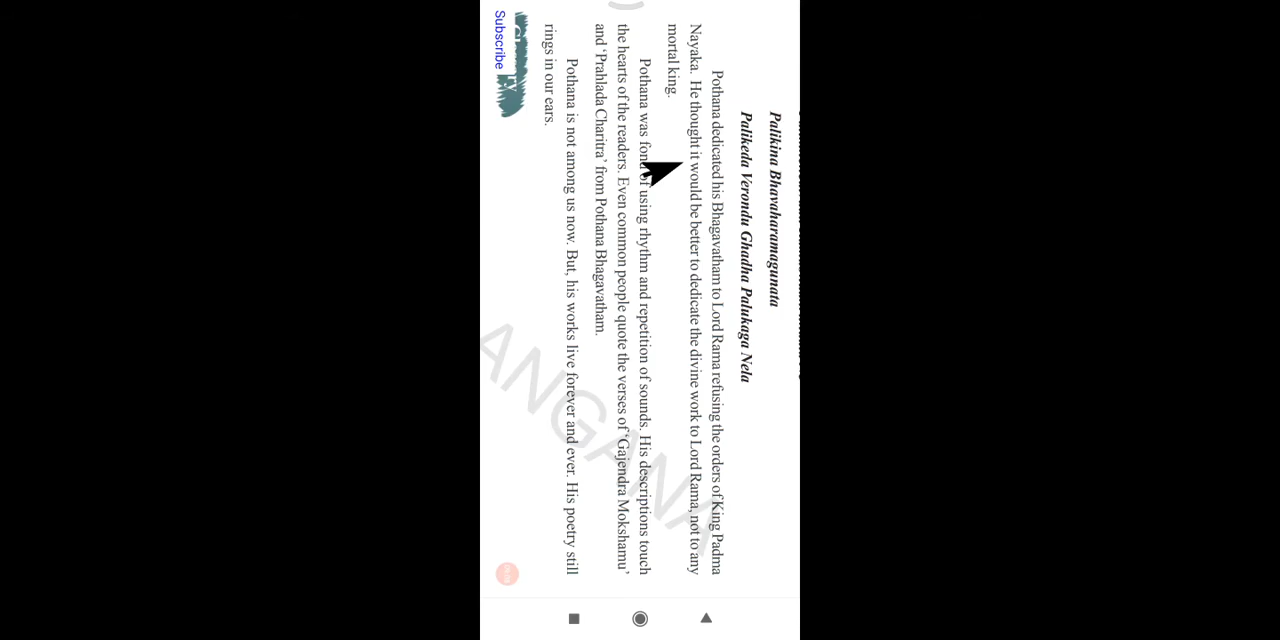 Palikina Bhavaharamagunata
Palikeda Verondu Ghadha Palukaga Nela
Pothana dedicated his Bhagavatham to Lord Rama refusing the orders of King Padma
Nayaka. He thought it would be better to dedicate the divine work to Lord Rama, not to any
mortal king.
Pothana was fond of using rhythm and repetition of sounds. His descriptions touch
the hearts of the readers. Even common people quote the verses of ‘Gajendra Mokshamu’
and ‘Prahlada Charitra’ from Pothana Bhagavatham.
Pothana is not among us now. But, his works live forever and ever. His poetry still
rings in our ears.
ANGANA
Subscribe